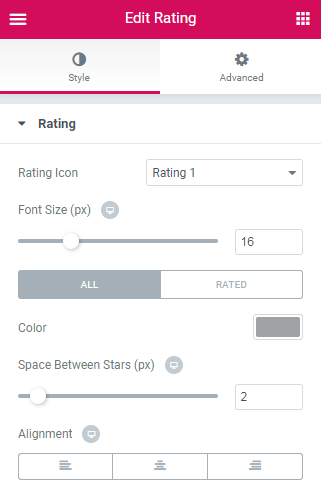 Edit Rating
Style
Advanced
Rating
Rating Icon
Rating 1
Font Size (px)
16
ALL
RATED
Color
Space Between Stars (px)
2
Alignment